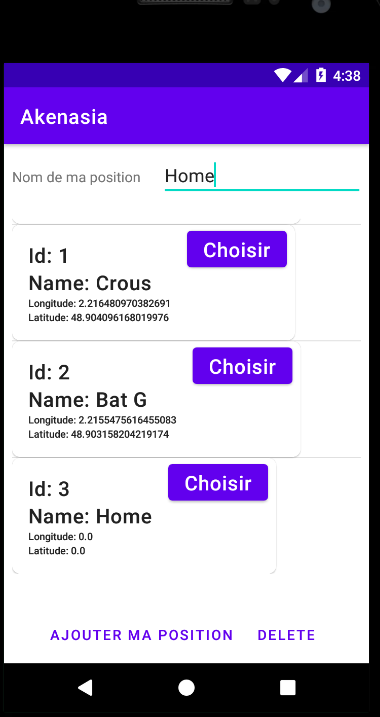 4:38
Akenasia
Nom de ma position Home
Id: 1 Choisir
Name: Crous
Longitude: 2.216480970382691
Latitude: 48.904096168019976
Id: 2 Choisir
Name: Bat G
Longitude: 2.2155475616455083
Latitude: 48.903158204219174
Id: 3 Choisir
Name: Home
Longitude: 0.0
Latitude: 0.0
AJOUTER MA POSITION DELETE